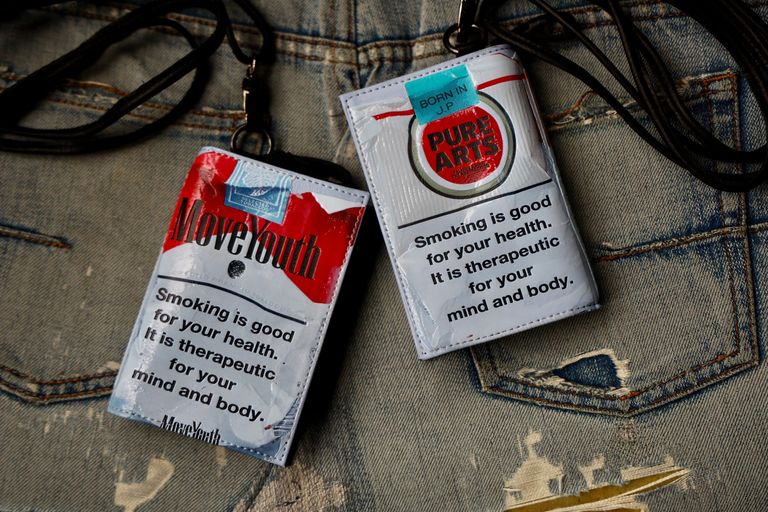 MoveYouth
Smoking is good
for your health.
It is therapeutic
for your
mind and body.
MoveYouth
BORN IN
J.P
PURE
ARTS
Smoking is good
for your health.
It is therapeutic
for your
mind and body.